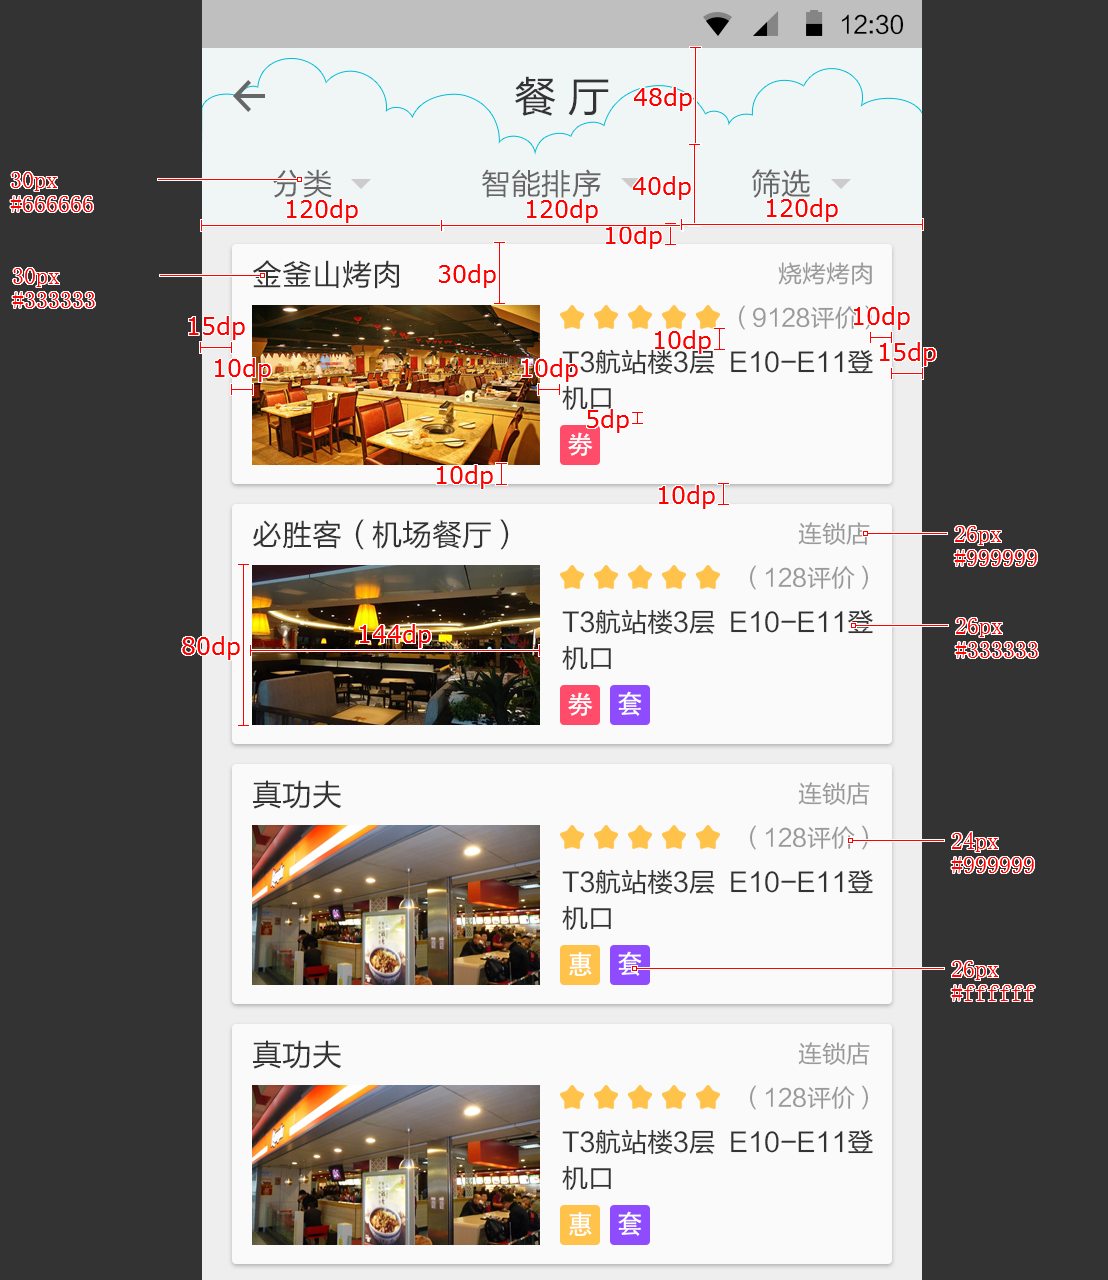 12:30
餐 厅
48dp
30px
#666666
分类
智能排序
40dp
筛选
120dp
120dp
120dp
10dp
30px
#333333
金釜山烤肉
30dp
烧烤烤肉
15dp
(9128评价)
10dp
10dp
15dp
10dp
10dp
T3航站楼3层 E10-E11登
机口
5dp
劵
10dp
10dp
必胜客(机场餐厅)
连锁店
26px
#999999
(128评价)
80dp
144dp
T3航站楼3层 E10-E11登
机口
26px
#333333
劵 套
真功夫
连锁店
(128评价)
24px
#999999
T3航站楼3层 E10-E11登
机口
惠 套
26px
#ffffff
真功夫
连锁店
(128评价)
T3航站楼3层 E10-E11登
机口
惠 套